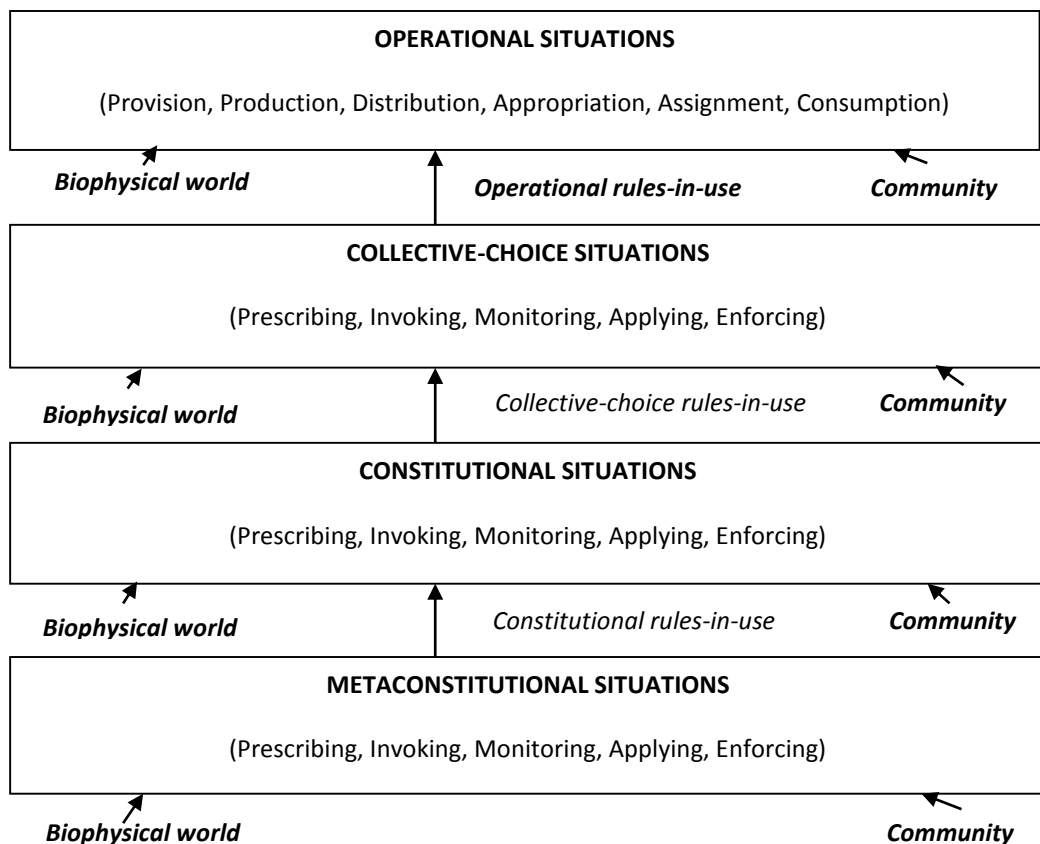 OPERATIONAL SITUATIONS
(Provision, Production, Distribution, Appropriation, Assignment, Consumption)
Biophysical world
Operational rules-in-use
Community
COLLECTIVE-CHOICE SITUATIONS
(Prescribing, Invoking, Monitoring, Applying, Enforcing)
Biophysical world
Collective-choice rules-in-use
Community
CONSTITUTIONAL SITUATIONS
(Prescribing, Invoking, Monitoring, Applying, Enforcing)
Biophysical world
Constitutional rules-in-use
Community
METACONSTITUTIONAL SITUATIONS
(Prescribing, Invoking, Monitoring, Applying, Enforcing)
Biophysical world
Community